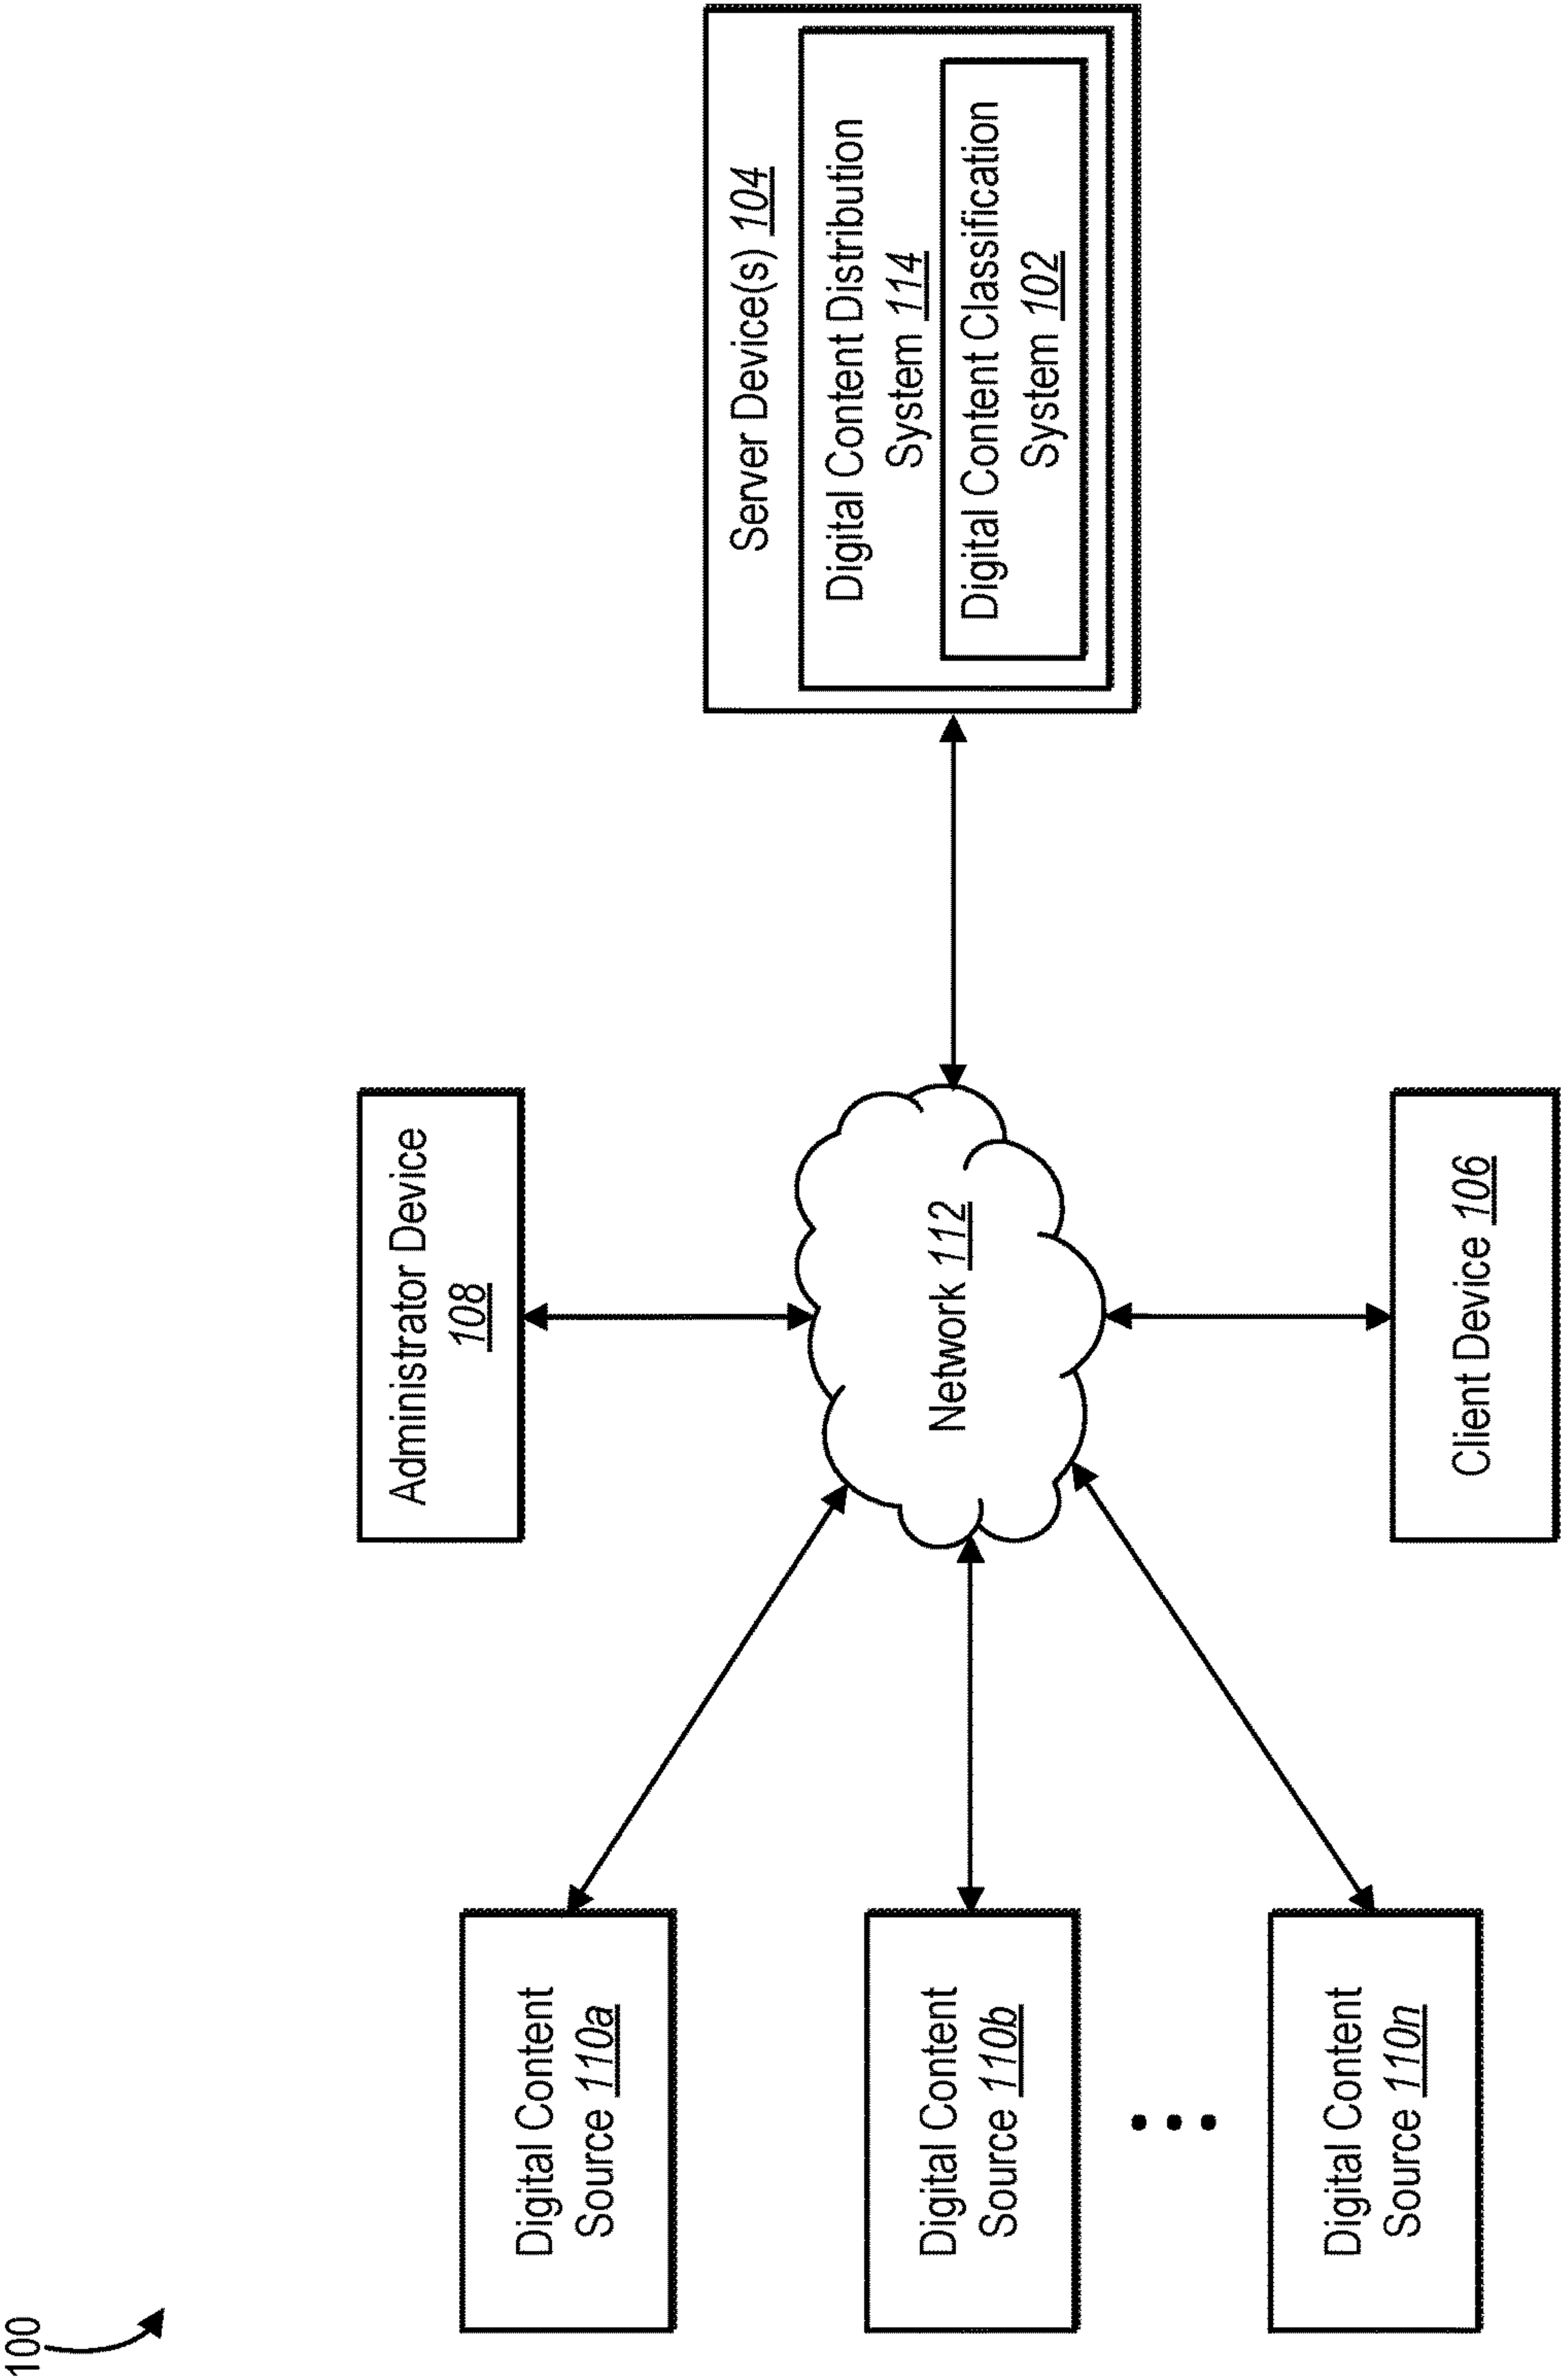 100
Digital Content
Source 110a
Digital Content
Source 110b
Digital Content
Source 110n
Administrator Device
108
Network 112
Client Device 106
Server Device(s) 104
Digital Content Distribution
System 114
Digital Content Classification
System 102